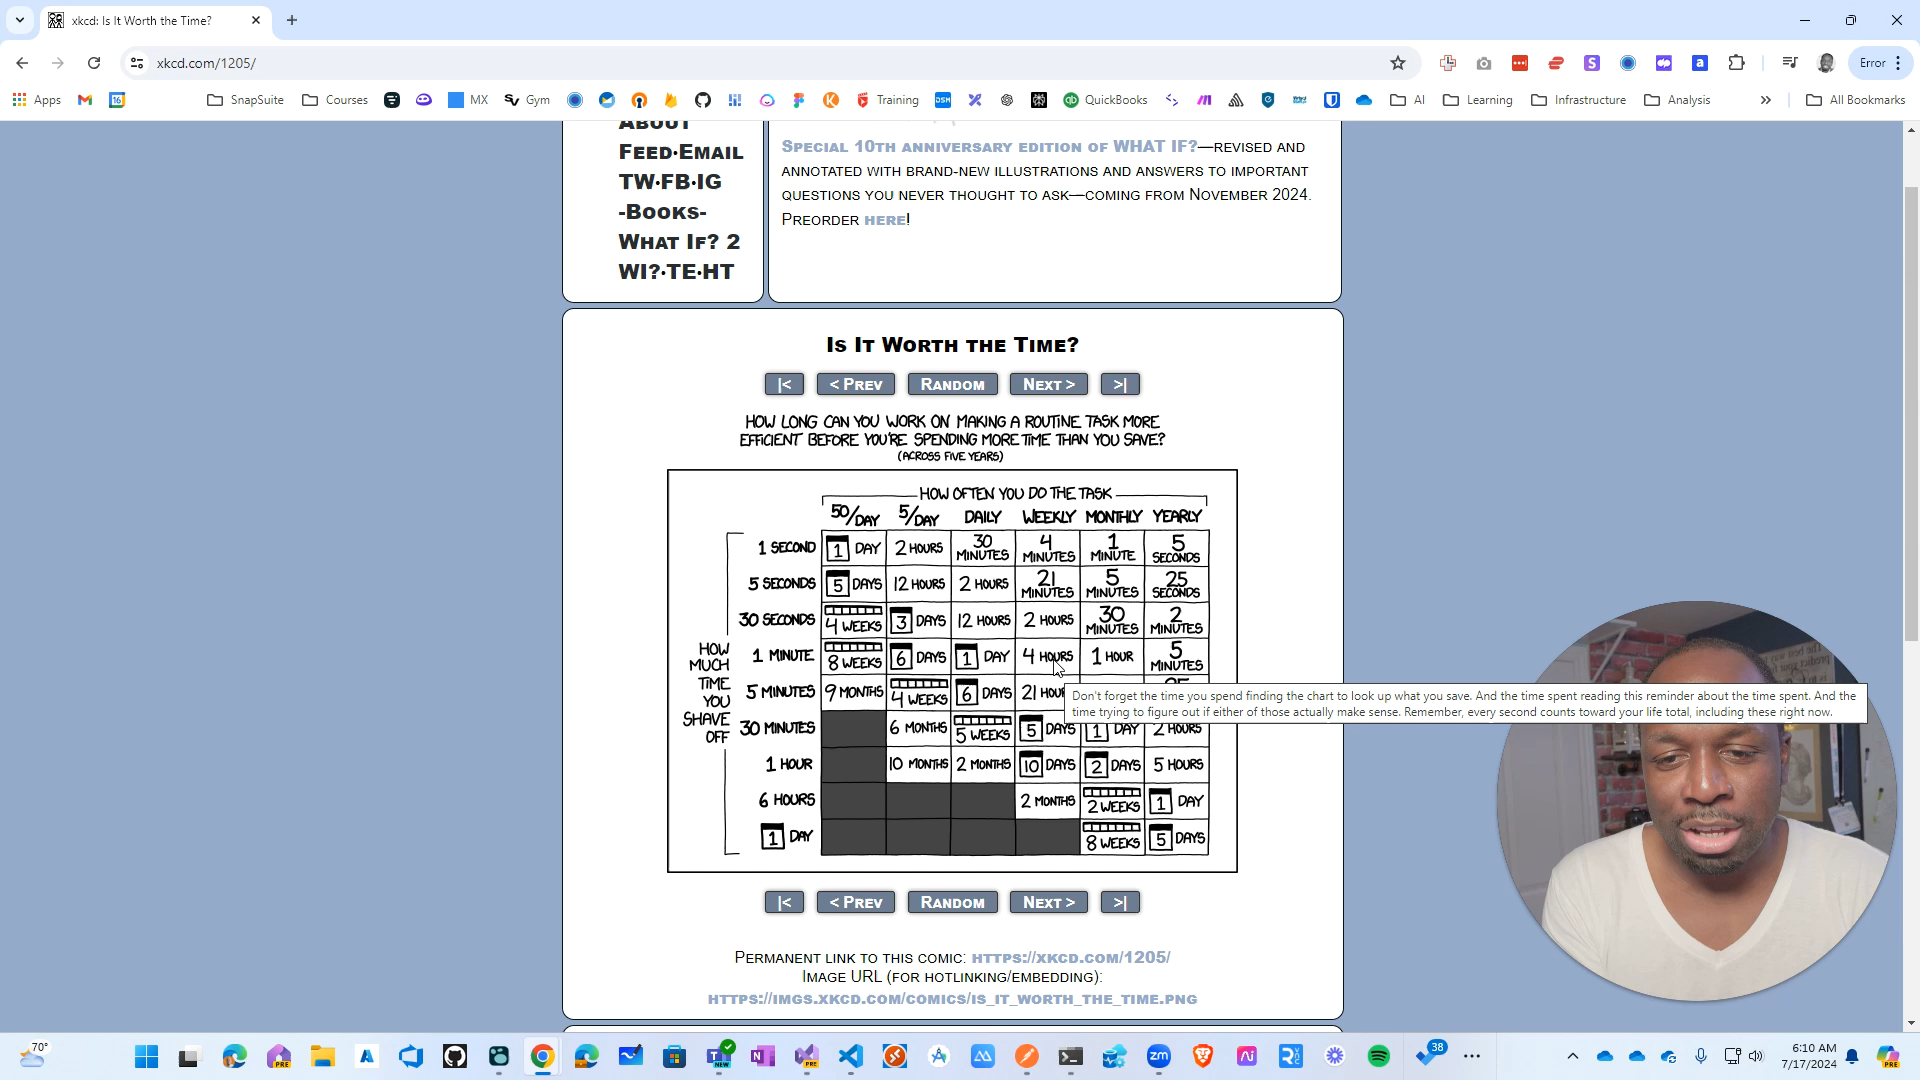 xkcd: Is It Worth the Time?
xkcd.com/1205/
Error
Apps
SnapSuite
Courses
MX
Gym
Training
QuickBooks
AI
Learning
Infrastructure
Analysis
All Bookmarks
ABOUT
FEED·EMAIL
TW·FB·IG
-BOOKS-
WHAT IF? 2
WI?·TE·HT
SPECIAL 10TH ANNIVERSARY EDITION OF WHAT IF?—REVISED AND
ANNOTATED WITH BRAND-NEW ILLUSTRATIONS AND ANSWERS TO IMPORTANT
QUESTIONS YOU NEVER THOUGHT TO ASK—COMING FROM NOVEMBER 2024.
PREORDER HERE!
IS IT WORTH THE TIME?
|< < PREV RANDOM NEXT > >|
HOW LONG CAN YOU WORK ON MAKING A ROUTINE TASK MORE
EFFICIENT BEFORE YOU'RE SPENDING MORE TIME THAN YOU SAVE?
(ACROSS FIVE YEARS)
HOW OFTEN YOU DO THE TASK
50/DAY 5/DAY DAILY WEEKLY MONTHLY YEARLY
HOW MUCH TIME YOU SHAVE OFF
1 SECOND 1 DAY 2 HOURS 30 MINUTES 4 MINUTES 1 MINUTE 5 SECONDS
5 SECONDS 5 DAYS 12 HOURS 2 HOURS 21 MINUTES 5 MINUTES 25 SECONDS
30 SECONDS 4 WEEKS 3 DAYS 12 HOURS 2 HOURS 30 MINUTES 2 MINUTES
1 MINUTE 8 WEEKS 6 DAYS 1 DAY 4 HOURS 1 HOUR 5 MINUTES
5 MINUTES 9 MONTHS 4 WEEKS 6 DAYS 21
Don't forget the time you spend finding the chart to look up what you save. And the time spent reading this reminder about the time spent. And the
time trying to figure out if either of those actually make sense. Remember, every second counts toward your life total, including these right now.
30 MINUTES 6 MONTHS 5 WEEKS 5 DAYS 1 DAY 2 HOURS
1 HOUR 10 MONTHS 2 MONTHS 10 DAYS 2 DAYS 5 HOURS
6 HOURS 2 MONTHS 2 WEEKS 1 DAY
1 DAY 8 WEEKS 5 DAYS
|< < PREV RANDOM NEXT > >|
PERMANENT LINK TO THIS COMIC: HTTPS://XKCD.COM/1205/
IMAGE URL (FOR HOTLINKING/EMBEDDING):
HTTPS://IMGS.XKCD.COM/COMICS/IS_IT_WORTH_THE_TIME.PNG
70°
PRE
NEW
PRE
38
6:10 AM
7/17/2024
PRE